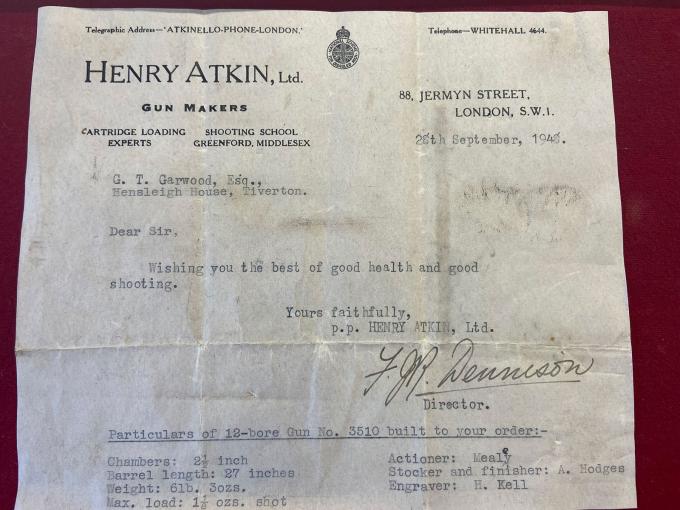 Telegraphic Address—'ATKINELLO-PHONE-LONDON.'
Telephone—WHITEHALL 4644.
HENRY ATKIN, Ltd.
GUN MAKERS
CARTRIDGE LOADING EXPERTS
SHOOTING SCHOOL GREENFORD, MIDDLESEX
88, JERMYN STREET,
LONDON, S.W.1.
September,
G. T. Garwood, Esq.,
Hensleigh House, Tiverton.
Dear Sir,
Wishing you the best of good health and good
shooting.
Yours faithfully,
p.p. HENRY ATKIN, Ltd.
F. JR. Dennison
Director.
Particulars of 12-bore Gun No. 3510 built to your order:-
Chambers: 2½ inch
Barrel length: 27 inches
Weight: 6lb. 3ozs.
Max. load: 1⅛ ozs. shot
Actioner: Mealy
Stocker and finisher: A. Hodges
Engraver: H. Kell